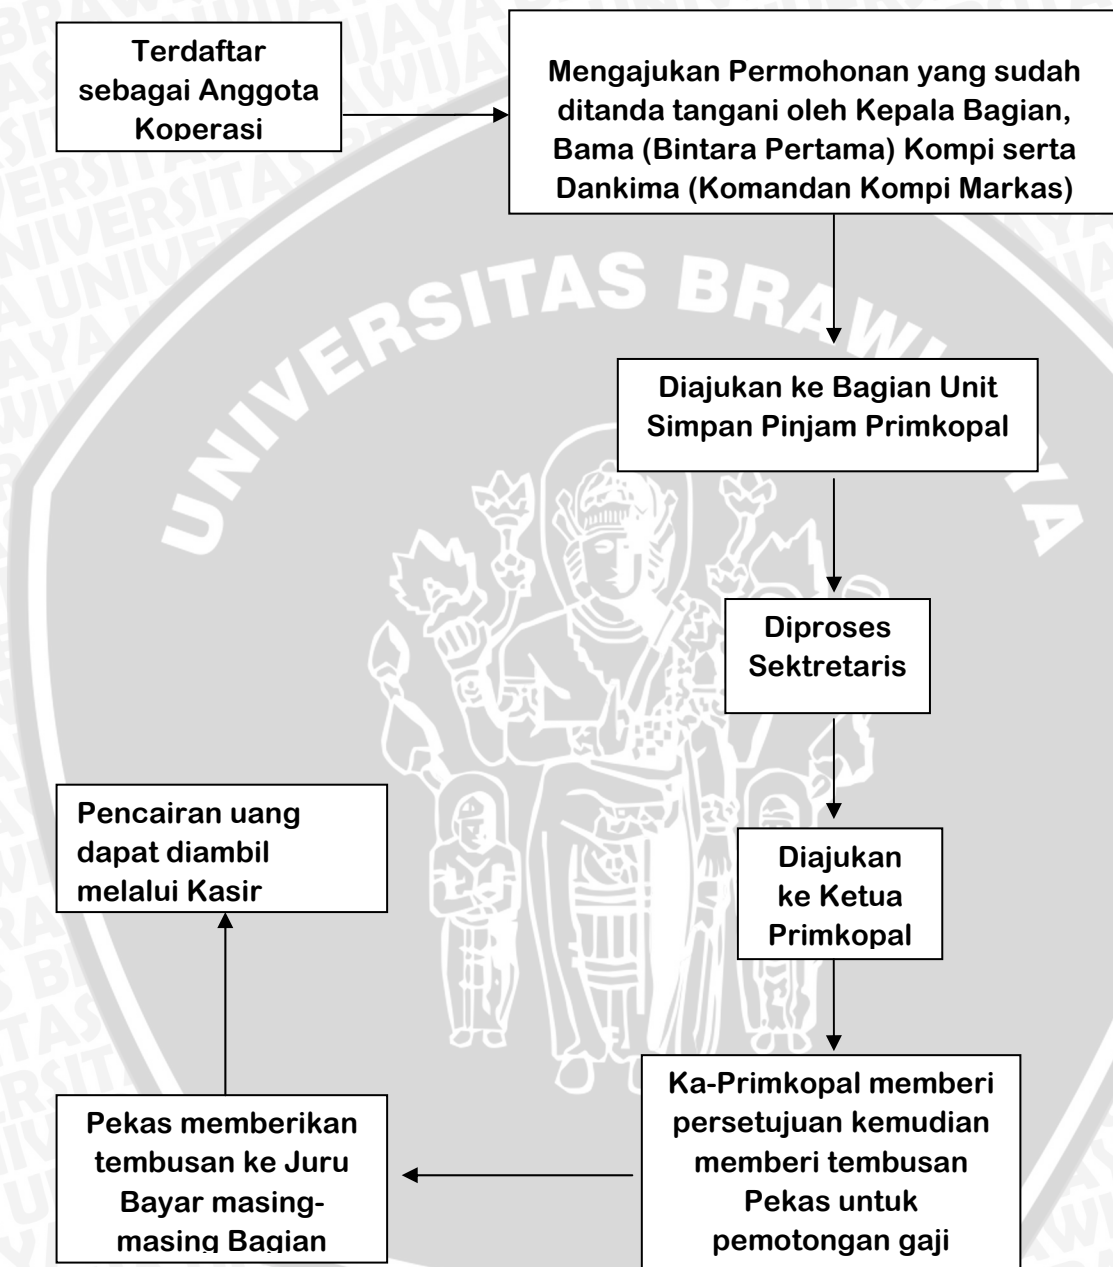 Terdaftar
sebagai Anggota
Koperasi
Mengajukan Permohonan yang sudah
ditanda tangani oleh Kepala Bagian,
Bama (Bintara Pertama) Kompi serta
Dankima (Komandan Kompi Markas)
UNIVERSITAS BRAWIJAYA
Diajukan ke Bagian Unit
Simpan Pinjam Primkopal
Diproses
Sektretaris
Diajukan
ke Ketua
Primkopal
Ka-Primkopal memberi
persetujuan kemudian
memberi tembusan
Pekas untuk
pemotongan gaji
Pekas memberikan
tembusan ke Juru
Bayar masing-
masing Bagian
Pencairan uang
dapat diambil
melalui Kasir